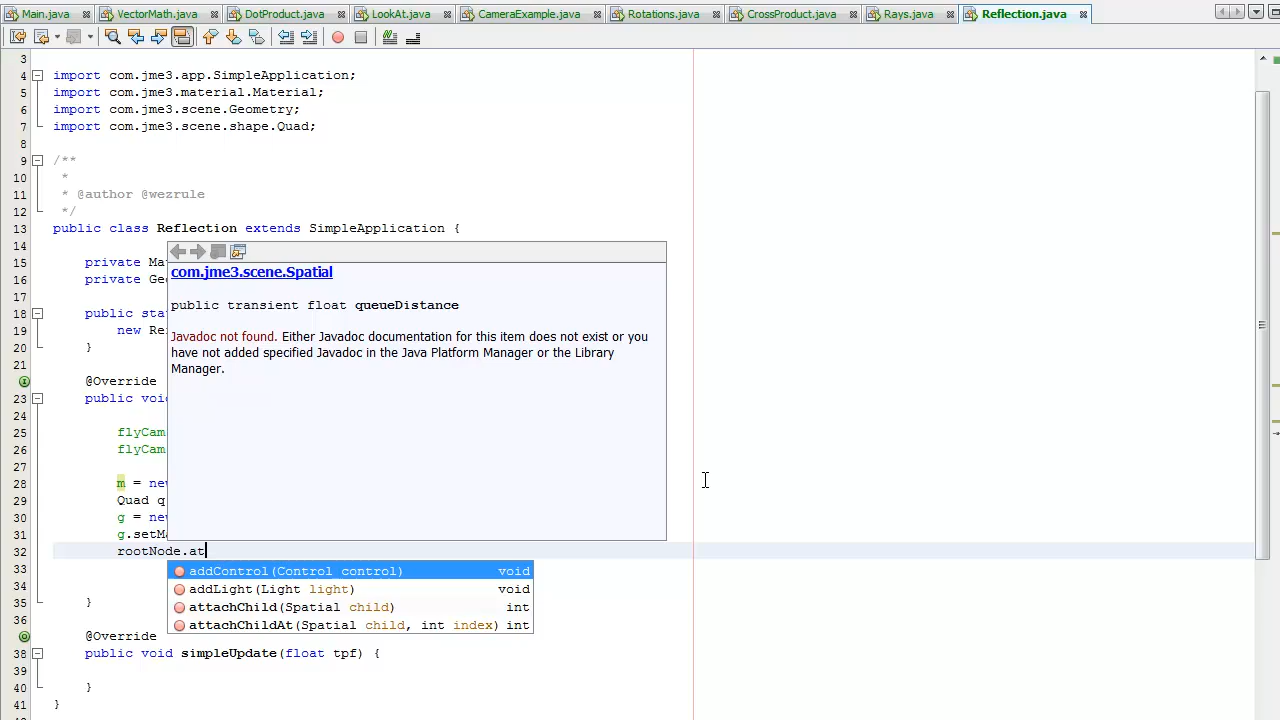 Main.java VectorMath.java DotProduct.java LookAt.java CameraExample.java Rotations.java CrossProduct.java Rays.java Reflection.java
3
4 import com.jme3.app.SimpleApplication;
5 import com.jme3.material.Material;
6 import com.jme3.scene.Geometry;
7 import com.jme3.scene.shape.Quad;
8
9 /**
10 *
11 * @author @wezrule
12 */
13 public class Reflection extends SimpleApplication {
14
15 private Ma
16 private Ge
18 public sta
19 new Re
20 }
21
@Override
23 public voi
24
25 flyCam
26 flyCam
27
28 m = new
29 Quad q
30 g = new
31 g.setMa
32 rootNode.at
33
34
35 }
36
@Override
38 public void simpleUpdate(float tpf) {
39
40 }
41 }
com.jme3.scene.Spatial
public transient float queueDistance
Javadoc not found. Either Javadoc documentation for this item does not exist or you
have not added specified Javadoc in the Java Platform Manager or the Library
Manager.
addControl(Control control) void
addLight(Light light) void
attachChild(Spatial child) int
attachChildAt(Spatial child, int index) int